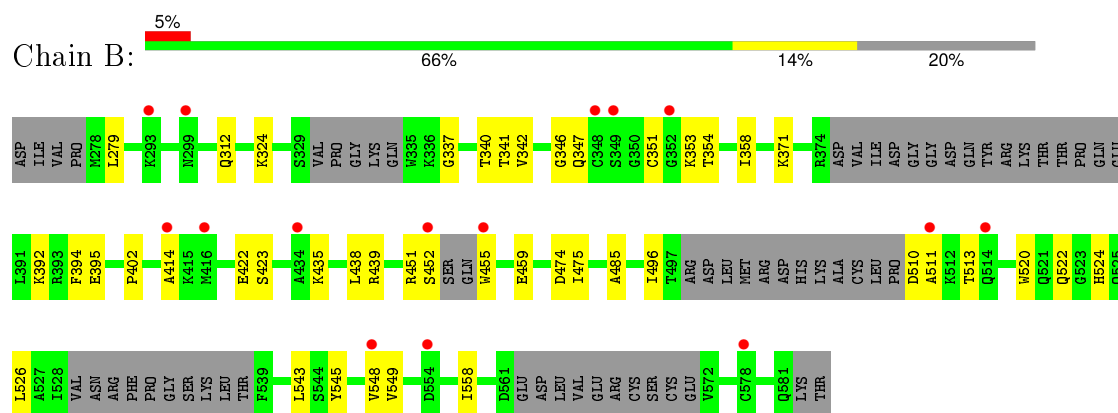 5%
Chain B:
66% 14% 20%
ASP ILE VAL PRO M278 L279 K293 N299 Q312 K324 S329 VAL PRO GLY LYS GLN W335 K336 G337 T340 T341 V342 G346 Q347 C348 S349 G350 C351 G352 K353 T354 I358 K371 R374 ASP VAL ILE ASP GLY GLY ASP GLN TYR ARG LYS THR THR PRO GLN GLU
L391 K392 R393 F394 E395 P402 A414 K415 M416 E422 S423 A434 K435 L438 R439 R451 S452 SER GLN W455 E459 D474 I475 A485 I496 T497 ARG ASP LEU MET ARG ASP HIS LYS ALA CYS LEU PRO D510 A511 K512 T513 Q514 W520 Q521 Q522 G523 H524
L526 A527 I528 VAL ASN ARG PHE PRO GLY SER LYS LEU THR F539 L543 S544 Y545 V548 V549 D554 I558 D561 GLU ASP LEU VAL GLU ARG CYS SER CYS GLU V572 C578 Q581 LYS THR